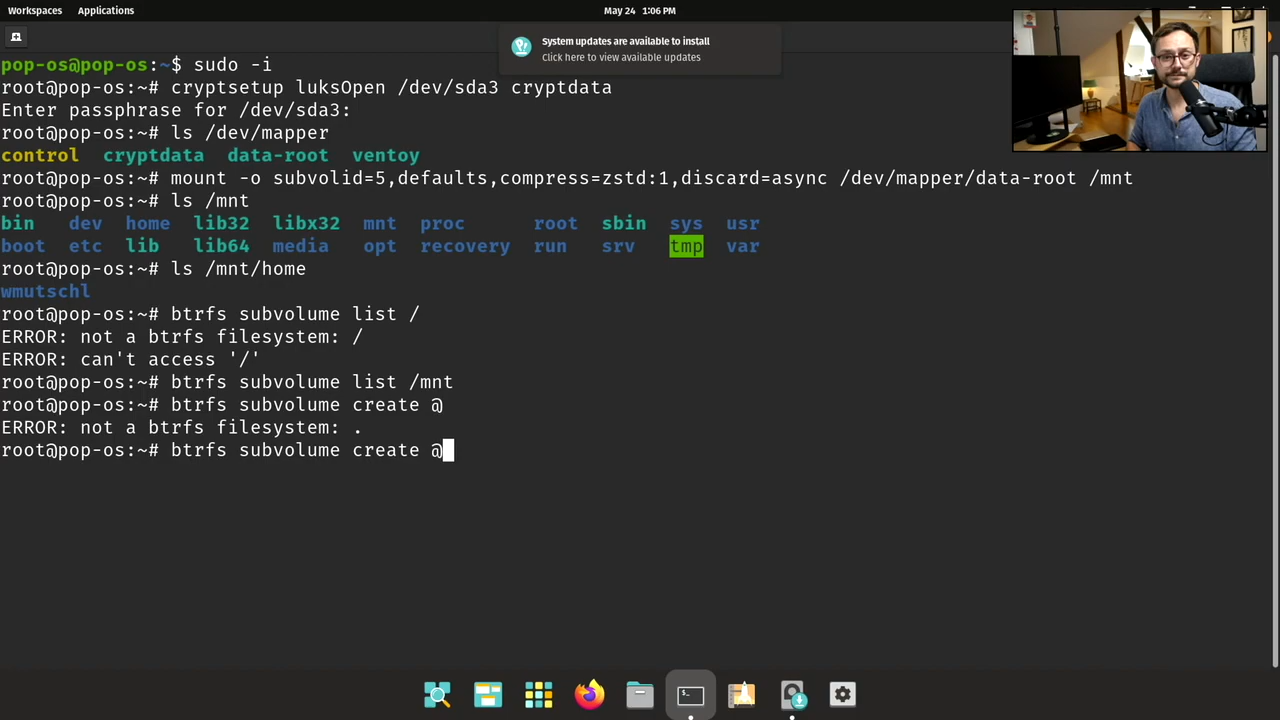 Workspaces Applications May 24 1:06 PM
System updates are available to install
Click here to view available updates
pop-os@pop-os:~$ sudo -i
root@pop-os:~# cryptsetup luksOpen /dev/sda3 cryptdata
Enter passphrase for /dev/sda3:
root@pop-os:~# ls /dev/mapper
control cryptdata data-root ventoy
root@pop-os:~# mount -o subvolid=5,defaults,compress=zstd:1,discard=async /dev/mapper/data-root /mnt
root@pop-os:~# ls /mnt
bin dev home lib32 libx32 mnt proc root sbin sys usr
boot etc lib lib64 media opt recovery run srv tmp var
root@pop-os:~# ls /mnt/home
wmutschl
root@pop-os:~# btrfs subvolume list /
ERROR: not a btrfs filesystem: /
ERROR: can't access '/'
root@pop-os:~# btrfs subvolume list /mnt
root@pop-os:~# btrfs subvolume create @
ERROR: not a btrfs filesystem: .
root@pop-os:~# btrfs subvolume create @